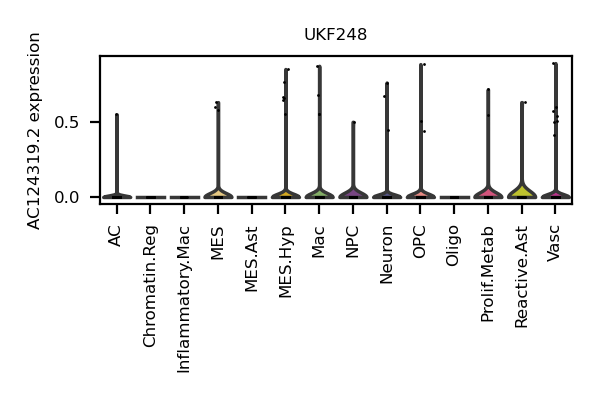 UKF248
AC124319.2 expression
0.5
0.0
AC
Chromatin.Reg
Inflammatory.Mac
MES
MES.Ast
MES.Hyp
Mac
NPC
Neuron
OPC
Oligo
Prolif.Metab
Reactive.Ast
Vasc